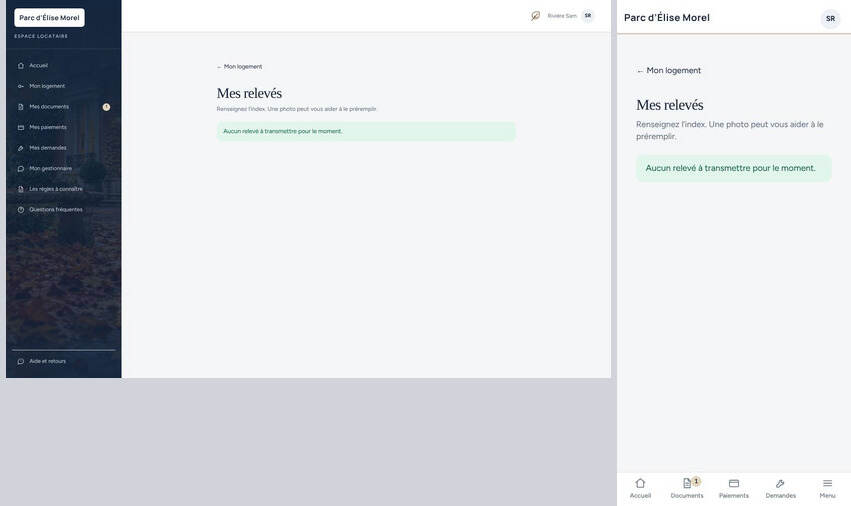 Parc d'Élise Morel
ESPACE LOCATAIRE
Accueil
Mon logement
Mes documents 1
Mes paiements
Mes demandes
Mon gestionnaire
Les règles à connaître
Questions fréquentes
Aide et retours
Rivière Sam SR
← Mon logement
Mes relevés
Renseignez l'index. Une photo peut vous aider à le préremplir.
Aucun relevé à transmettre pour le moment.
Parc d'Élise Morel SR
← Mon logement
Mes relevés
Renseignez l'index. Une photo peut vous aider à le
préremplir.
Aucun relevé à transmettre pour le moment.
1
Accueil Documents Paiements Demandes Menu